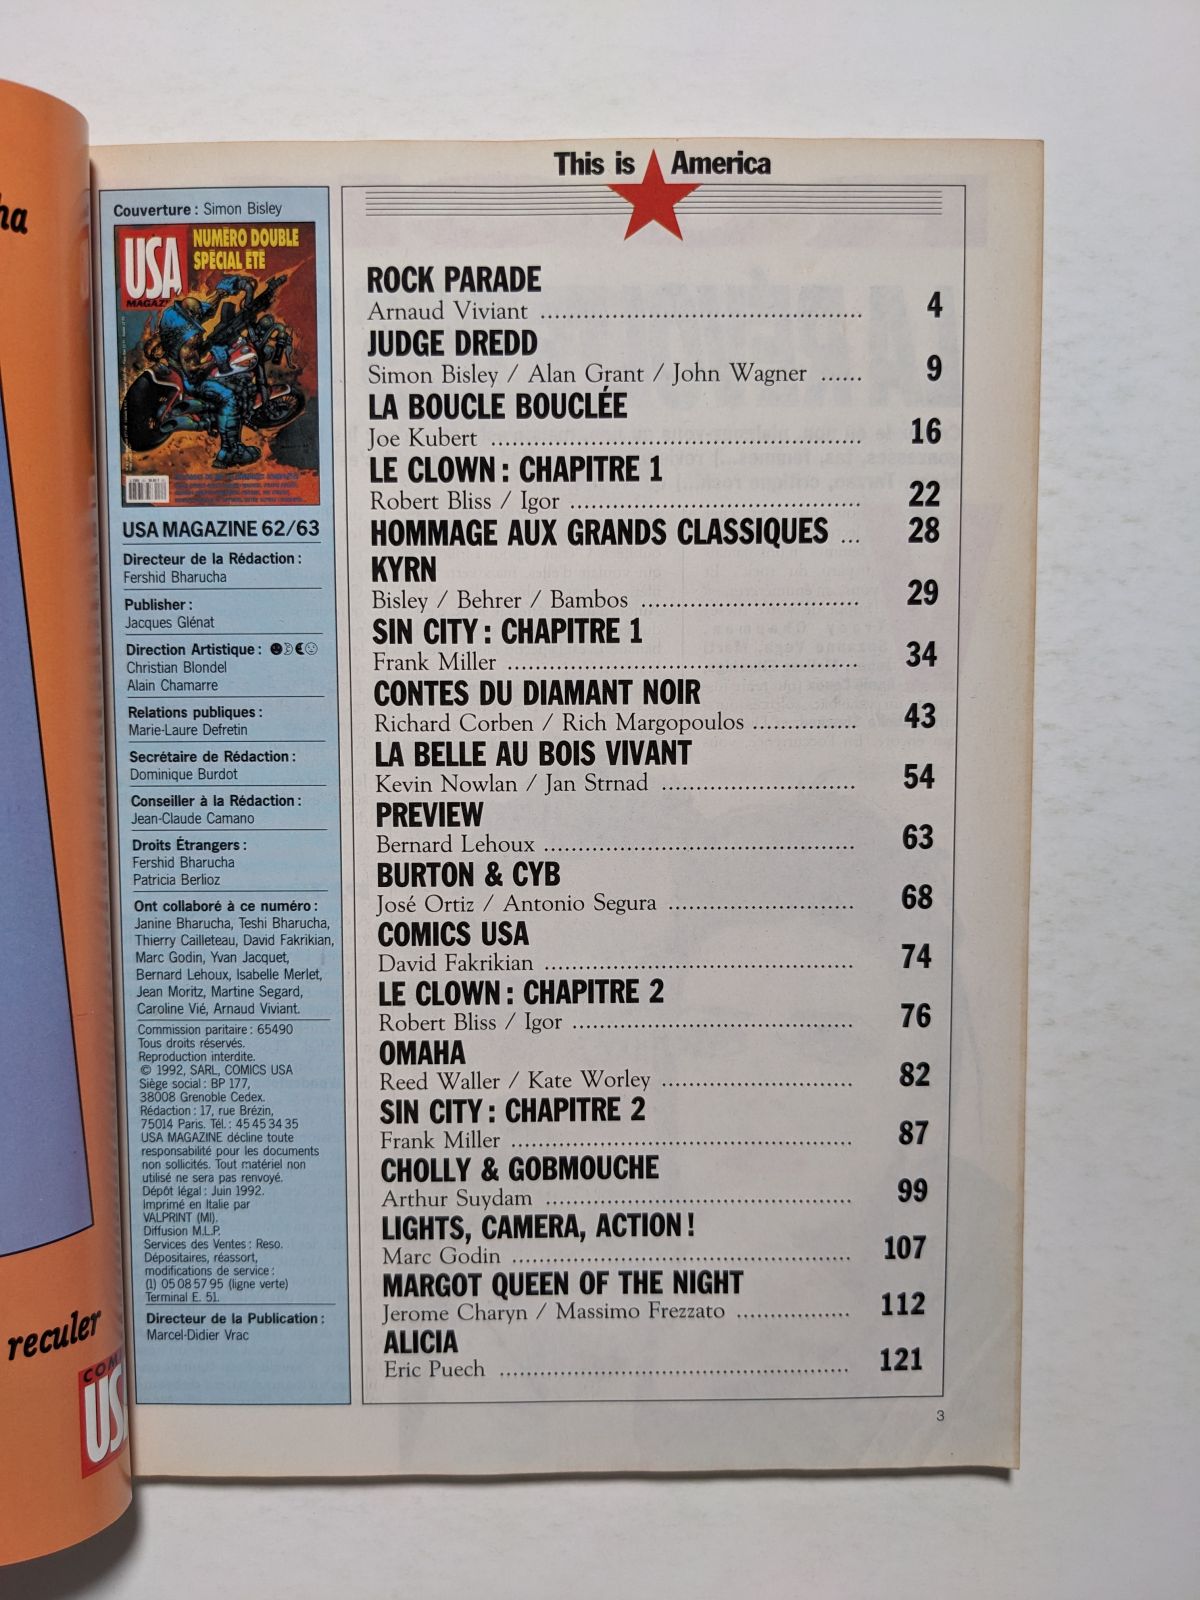 ha
reculer
COM
US
This is America
Couverture : Simon Bisley
USA
MAGAZI
NUMÉRO DOUBLE
SPÉCIAL ÉTÉ
USA MAGAZINE 62/63
Directeur de la Rédaction :
Fershid Bharucha
Publisher :
Jacques Glénat
Direction Artistique :
Christian Blondel
Alain Chamarre
Relations publiques :
Marie-Laure Defretin
Secrétaire de Rédaction :
Dominique Burdot
Conseiller à la Rédaction :
Jean-Claude Camano
Droits Étrangers :
Fershid Bharucha
Patricia Berlioz
Ont collaboré à ce numéro :
Janine Bharucha, Teshi Bharucha,
Thierry Cailleteau, David Fakrikian,
Marc Godin, Yvan Jacquet,
Bernard Lehoux, Isabelle Merlet,
Jean Moritz, Martine Segard,
Caroline Vié, Arnaud Viviant.
Commission paritaire : 65490
Tous droits réservés.
Reproduction interdite.
© 1992, SARL, COMICS USA
Siège social : BP 177,
38008 Grenoble Cedex.
Rédaction : 17, rue Brézin,
75014 Paris. Tél. : 45 45 34 35
USA MAGAZINE décline toute
responsabilité pour les documents
non sollicités. Tout matériel non
utilisé ne sera pas renvoyé.
Dépôt légal : Juin 1992.
Imprimé en Italie par
VALPRINT (MI).
Diffusion M.L.P.
Services des Ventes : Reso.
Dépositaires, réassort,
modifications de service :
(1) 05 08 57 95 (ligne verte)
Terminal E. 51.
Directeur de la Publication :
Marcel-Didier Vrac
ROCK PARADE
Arnaud Viviant ........ 4
JUDGE DREDD
Simon Bisley / Alan Grant / John Wagner ...... 9
LA BOUCLE BOUCLÉE
Joe Kubert ........ 16
LE CLOWN : CHAPITRE 1
Robert Bliss / Igor ........ 22
HOMMAGE AUX GRANDS CLASSIQUES ... 28
KYRN
Bisley / Behrer / Bambos ........ 29
SIN CITY : CHAPITRE 1
Frank Miller ........ 34
CONTES DU DIAMANT NOIR
Richard Corben / Rich Margopoulos ........ 43
LA BELLE AU BOIS VIVANT
Kevin Nowlan / Jan Strnad ........ 54
PREVIEW
Bernard Lehoux ........ 63
BURTON & CYB
José Ortiz / Antonio Segura ........ 68
COMICS USA
David Fakrikian ........ 74
LE CLOWN : CHAPITRE 2
Robert Bliss / Igor ........ 76
OMAHA
Reed Waller / Kate Worley ........ 82
SIN CITY : CHAPITRE 2
Frank Miller ........ 87
CHOLLY & GOBMOUCHE
Arthur Suydam ........ 99
LIGHTS, CAMERA, ACTION !
Marc Godin ........ 107
MARGOT QUEEN OF THE NIGHT
Jerome Charyn / Massimo Frezzato ........ 112
ALICIA
Eric Puech ........ 121
3